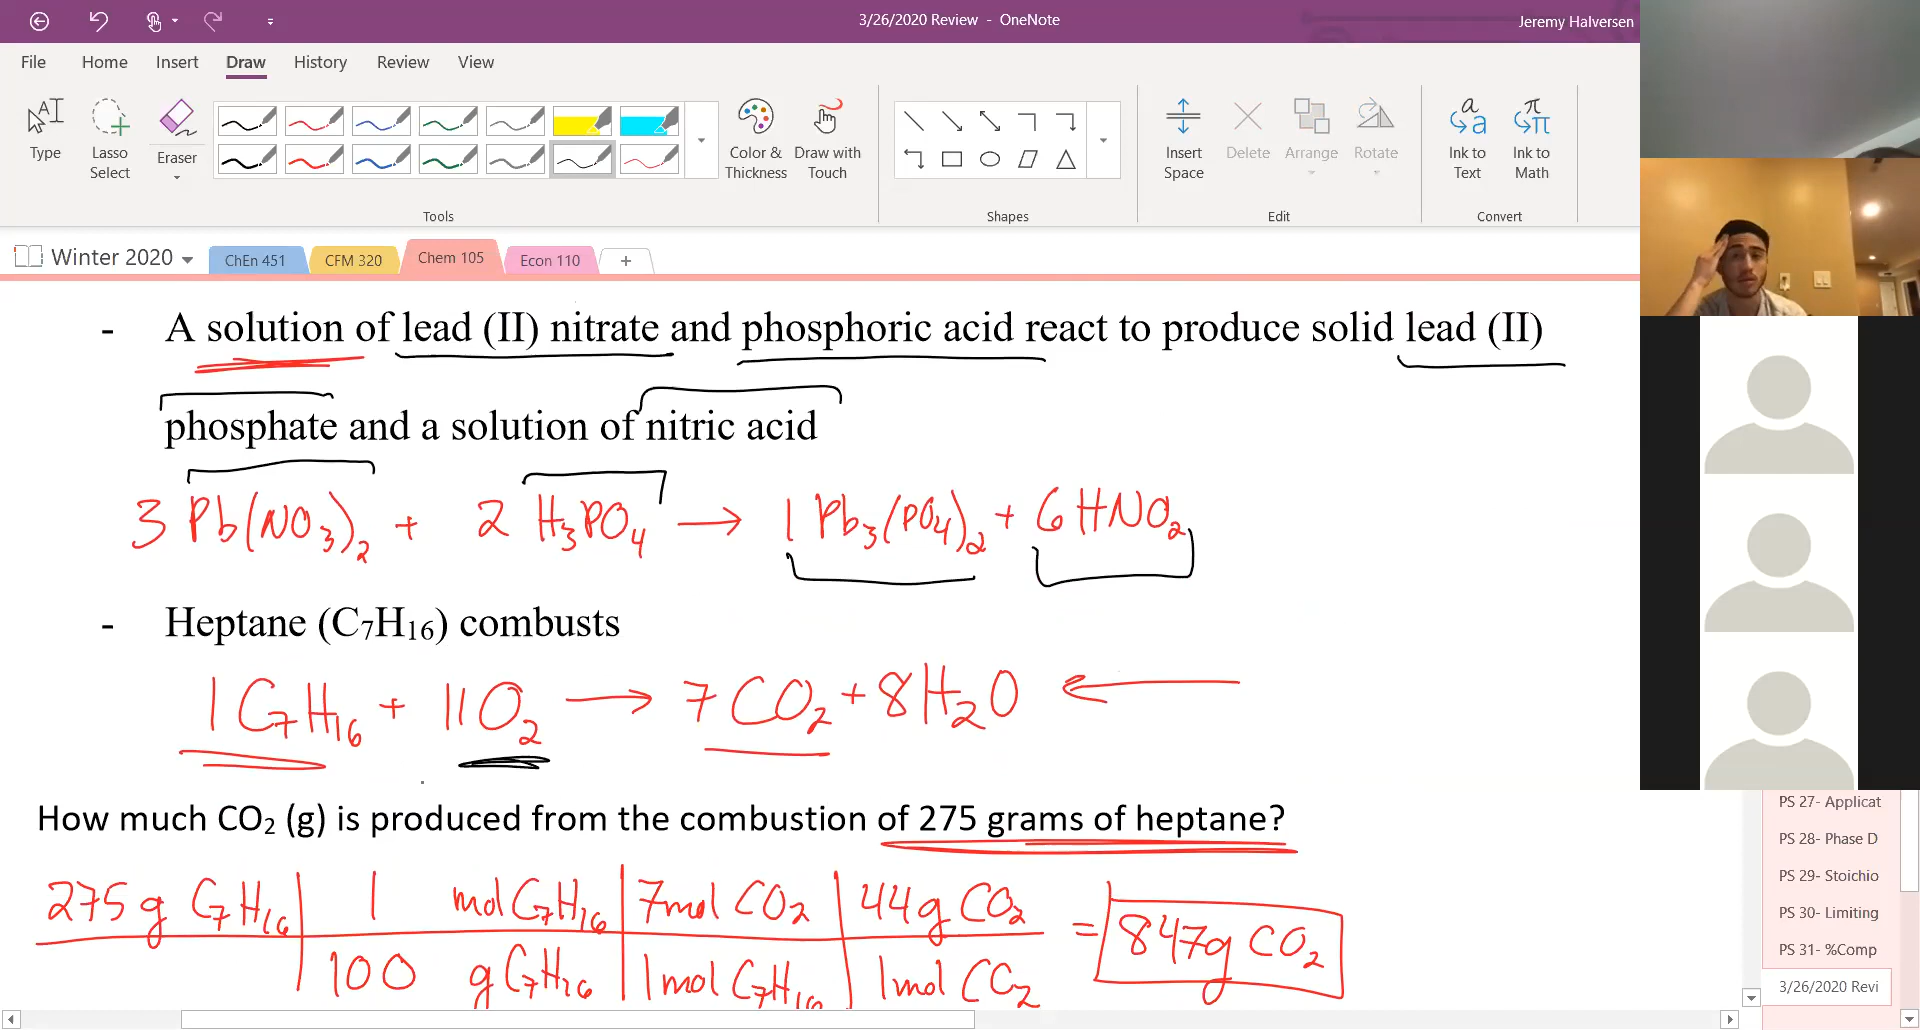 3/26/2020 Review - OneNote
Jeremy Halversen
File Home Insert Draw History Review View
Type
Lasso Select
Eraser
Color & Thickness
Draw with Touch
Insert Space
Delete
Arrange
Rotate
Ink to Text
Ink to Math
Tools
Shapes
Edit
Convert
Winter 2020
ChEn 451
CFM 320
Chem 105
Econ 110
+
- A solution of lead (II) nitrate and phosphoric acid react to produce solid lead (II)
phosphate and a solution of nitric acid
3 Pb(NO₃)₂ + 2 H₃PO₄ → 1 Pb₃(PO₄)₂ + 6 HNO₂
- Heptane (C₇H₁₆) combusts
1 C₇H₁₆ + 11 O₂ → 7 CO₂ + 8 H₂O ←
How much CO₂ (g) is produced from the combustion of 275 grams of heptane?
275 g C₇H₁₆ | 1 mol C₇H₁₆ | 7 mol CO₂ | 44 g CO₂ = 847 g CO₂
100 g C₇H₁₆ | 1 mol C₇H₁₆ | 1 mol CO₂
PS 27- Applicat
PS 28- Phase D
PS 29- Stoichio
PS 30- Limiting
PS 31- %Comp
3/26/2020 Revi